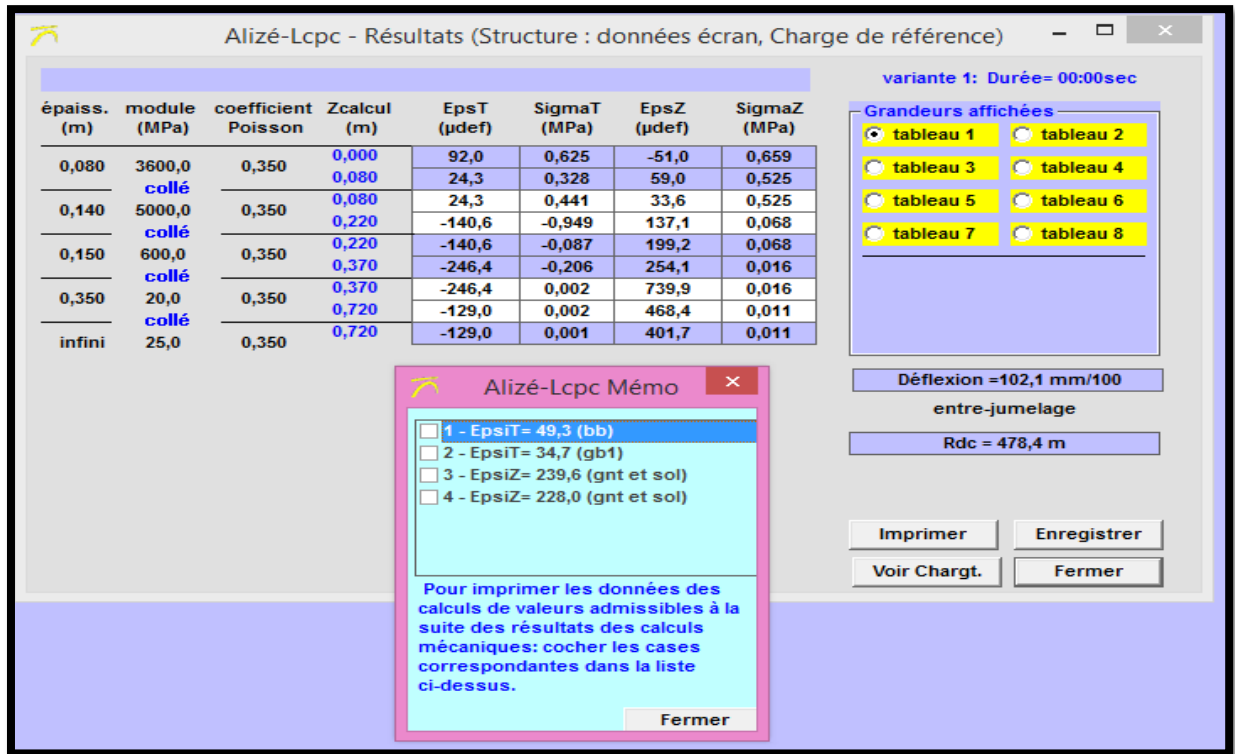 Alizé-Lcpc - Résultats (Structure : données écran, Charge de référence)
variante 1: Durée= 00:00sec
épaiss. module coefficient Zcalcul EpsT SigmaT EpsZ SigmaZ
(m) (MPa) Poisson (m) (µdef) (MPa) (µdef) (MPa)
0,000 92,0 0,625 -51,0 0,659
0,080 3600,0 0,350
0,080 24,3 0,328 59,0 0,525
collé
0,080 24,3 0,441 33,6 0,525
0,140 5000,0 0,350
0,220 -140,6 -0,949 137,1 0,068
collé
0,220 -140,6 -0,087 199,2 0,068
0,150 600,0 0,350
0,370 -246,4 -0,206 254,1 0,016
collé
0,370 -246,4 0,002 739,9 0,016
0,350 20,0 0,350
0,720 -129,0 0,002 468,4 0,011
collé
0,720 -129,0 0,001 401,7 0,011
infini 25,0 0,350
Grandeurs affichées
tableau 1 tableau 2
tableau 3 tableau 4
tableau 5 tableau 6
tableau 7 tableau 8
Déflexion =102,1 mm/100
entre-jumelage
Rdc = 478,4 m
Imprimer Enregistrer
Voir Chargt. Fermer
Alizé-Lcpc Mémo
1 - EpsiT= 49,3 (bb)
2 - EpsiT= 34,7 (gb1)
3 - EpsiZ= 239,6 (gnt et sol)
4 - EpsiZ= 228,0 (gnt et sol)
Pour imprimer les données des
calculs de valeurs admissibles à la
suite des résultats des calculs
mécaniques: cocher les cases
correspondantes dans la liste
ci-dessus.
Fermer